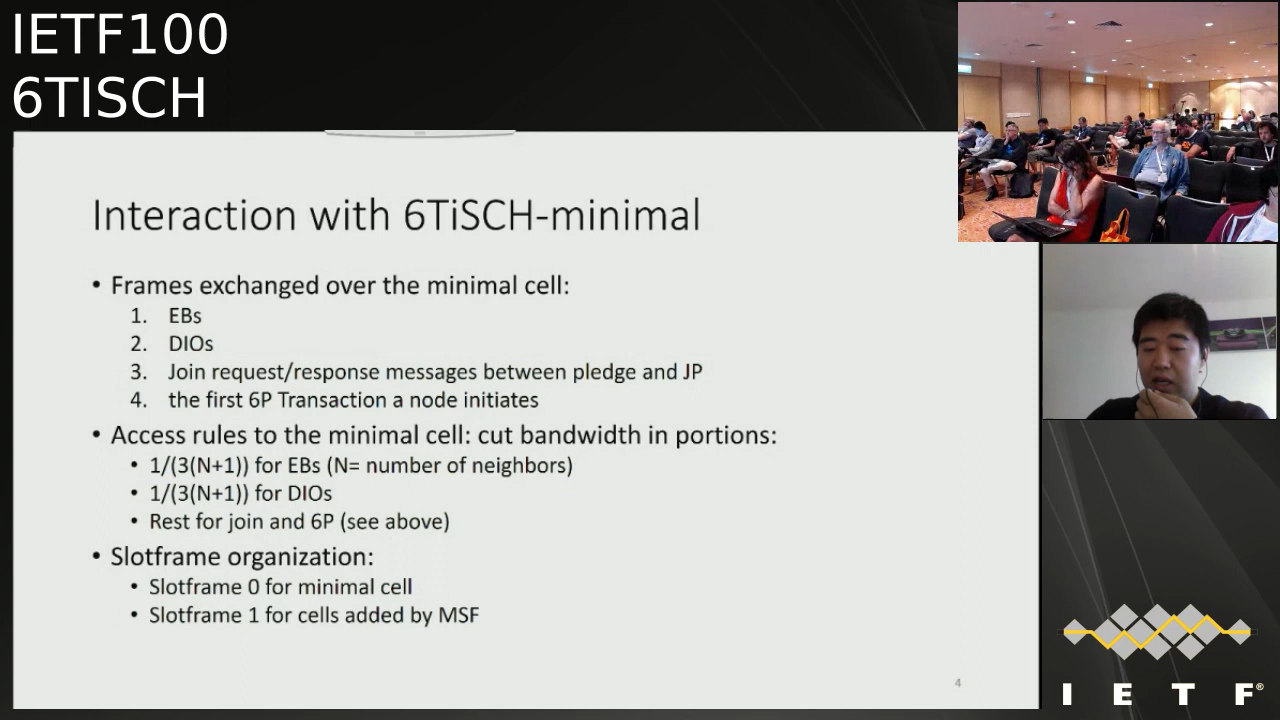 IETF100
6TISCH
Interaction with 6TiSCH-minimal
• Frames exchanged over the minimal cell:
1. EBs
2. DIOs
3. Join request/response messages between pledge and JP
4. the first 6P Transaction a node initiates
• Access rules to the minimal cell: cut bandwidth in portions:
• 1/(3(N+1)) for EBs (N= number of neighbors)
• 1/(3(N+1)) for DIOs
• Rest for join and 6P (see above)
• Slotframe organization:
• Slotframe 0 for minimal cell
• Slotframe 1 for cells added by MSF
4
I E T F®